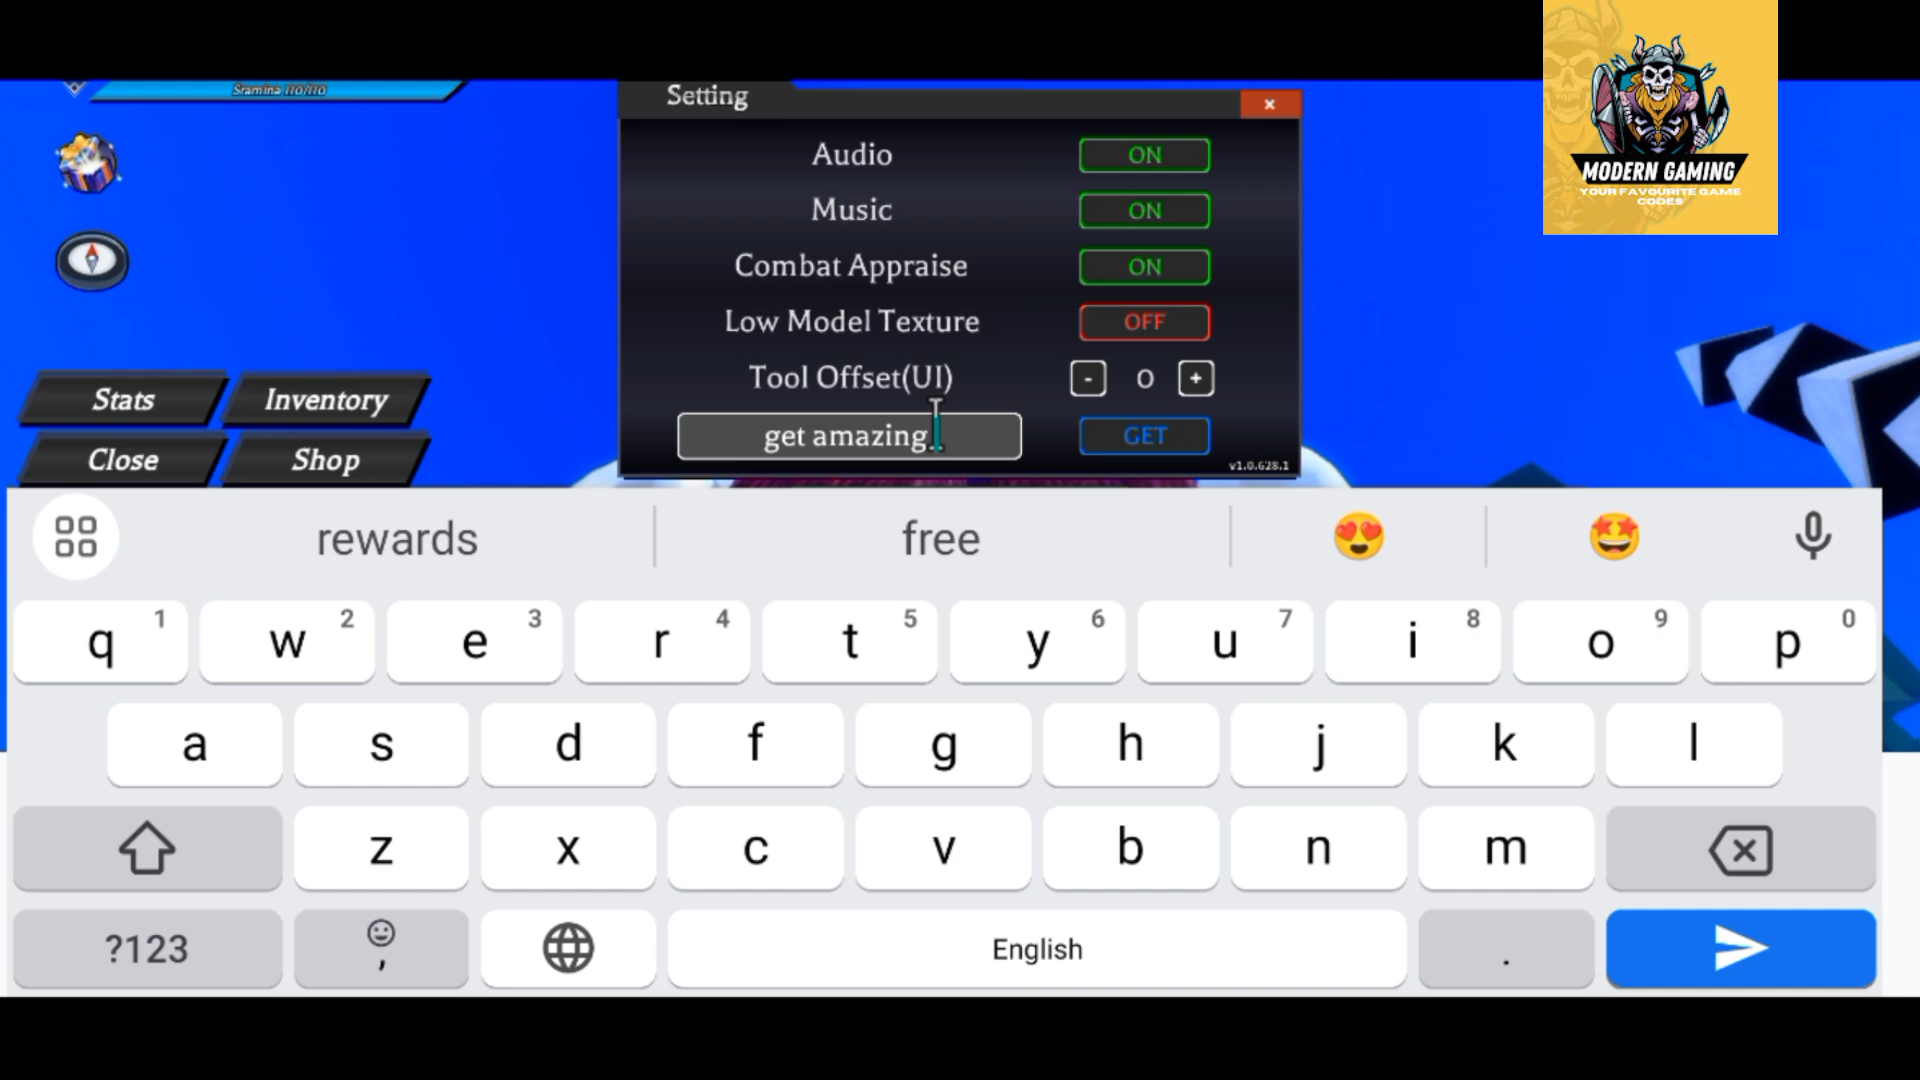 Stamina 110/110
Setting
×
Audio ON
Music ON
Combat Appraise ON
Low Model Texture OFF
Tool Offset(UI) - 0 +
get amazing GET
v1.0.628.1
Stats Inventory
Close Shop
MODERN GAMING
YOUR FAVOURITE GAME
CODES
rewards free
q 1 w 2 e 3 r 4 t 5 y 6 u 7 i 8 o 9 p 0
a s d f g h j k l
z x c v b n m
?123 , English .